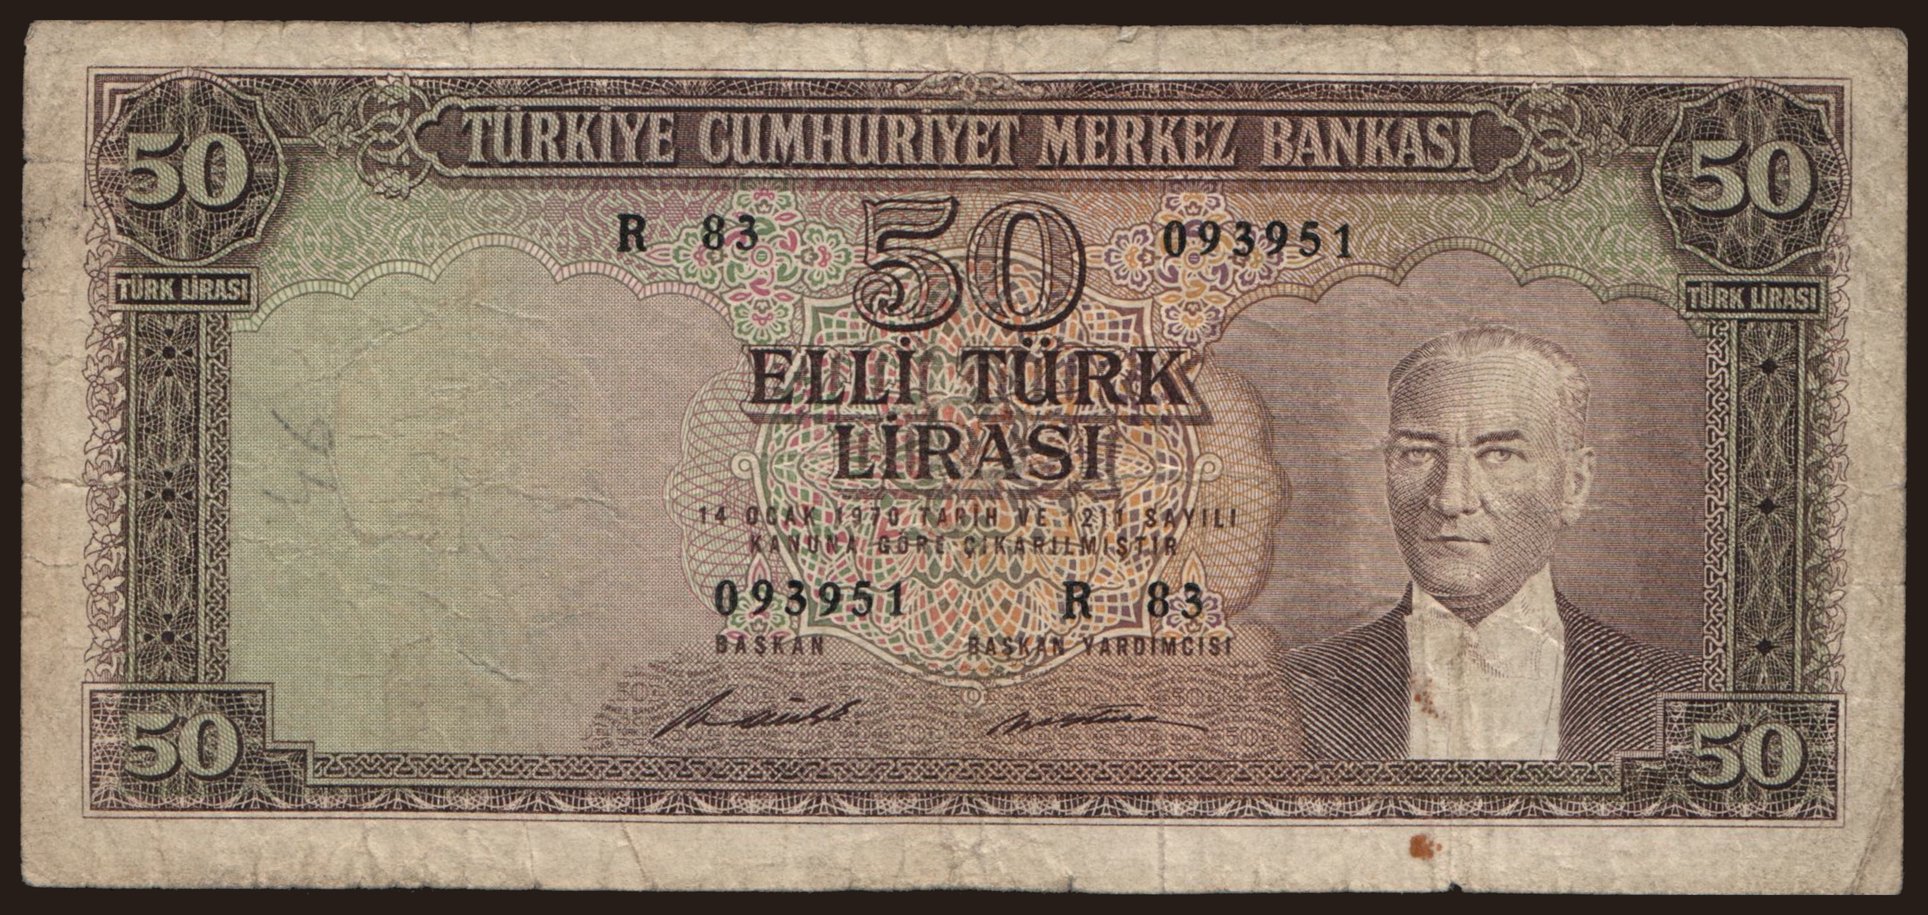 50 TÜRKİYE CUMHURİYET MERKEZ BANKASI 50
R 83 50 093951
TÜRK LİRASI TÜRK LİRASI
ELLİ TÜRK
LİRASI
46
14 OCAK 1970 TARİH VE 1211 SAYILI
KANUNA GÖRE ÇIKARILMIŞTIR
093951 R 83
BAŞKAN BAŞKAN YARDIMCISI
50 50